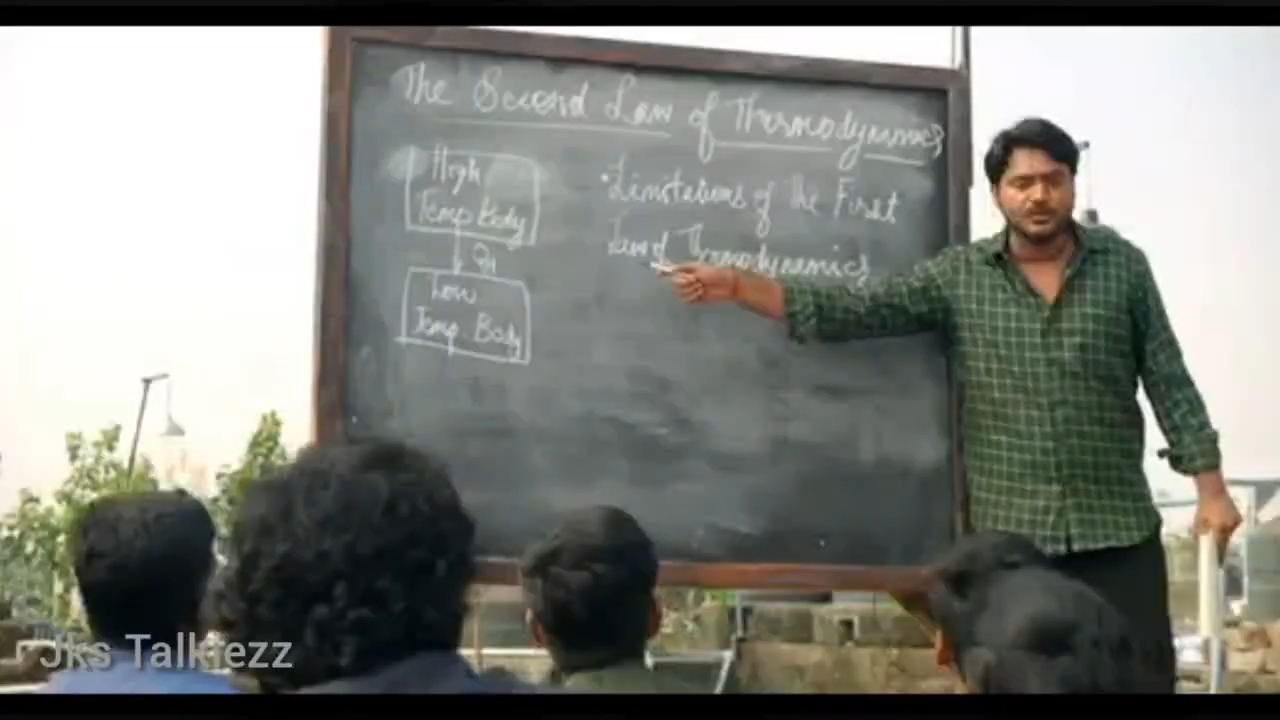 The Second Law of Thermodynamics
High
Temp Body
Q1
Low
Temp. Body
• Limitations of the First
Law of Thermodynamics
Jks Talkiezz